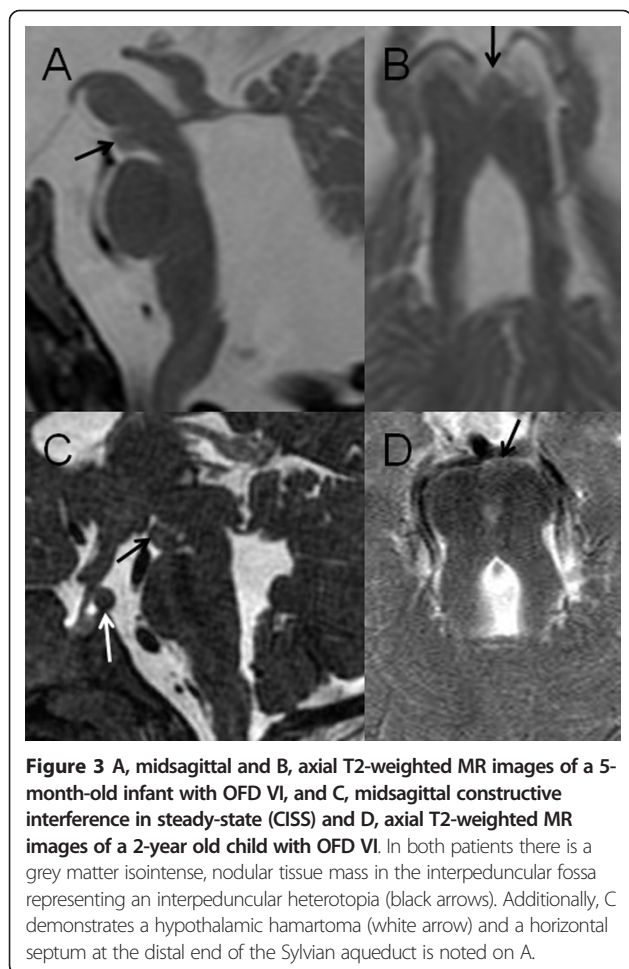 A
B
C
D
Figure 3 A, midsagittal and B, axial T2-weighted MR images of a 5-
month-old infant with OFD VI, and C, midsagittal constructive
interference in steady-state (CISS) and D, axial T2-weighted MR
images of a 2-year old child with OFD VI. In both patients there is a
grey matter isointense, nodular tissue mass in the interpeduncular fossa
representing an interpeduncular heterotopia (black arrows). Additionally, C
demonstrates a hypothalamic hamartoma (white arrow) and a horizontal
septum at the distal end of the Sylvian aqueduct is noted on A.